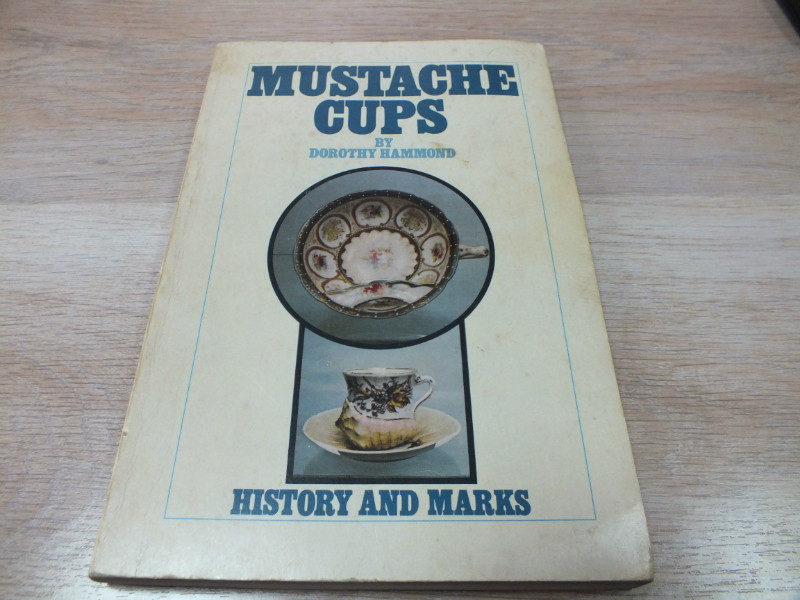 MUSTACHE
CUPS
BY
DOROTHY HAMMOND
HISTORY AND MARKS